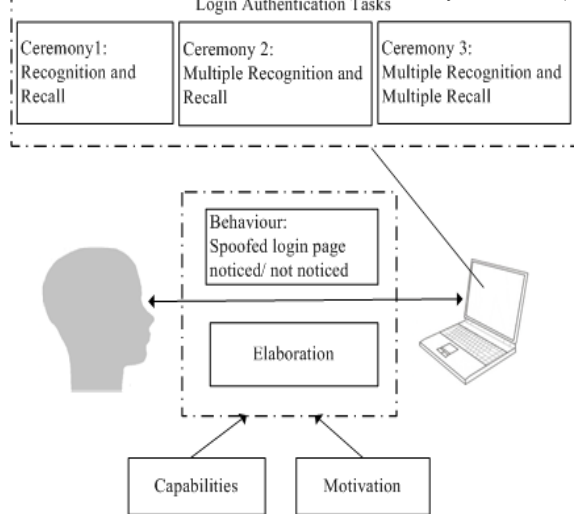 Login Authentication Tasks
Ceremony1:
Recognition and
Recall
Ceremony 2:
Multiple Recognition and
Recall
Ceremony 3:
Multiple Recognition and
Multiple Recall
Behaviour:
Spoofed login page
noticed/ not noticed
Elaboration
Capabilities
Motivation